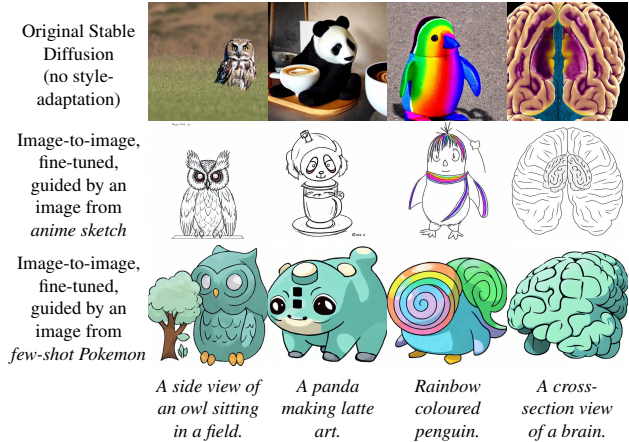 Original Stable
Diffusion
(no style-
adaptation)
Image-to-image,
fine-tuned,
guided by an
image from
anime sketch
Image-to-image,
fine-tuned,
guided by an
image from
few-shot Pokemon
A side view of
an owl sitting
in a field.
A panda
making latte
art.
Rainbow
coloured
penguin.
A cross-
section view
of a brain.